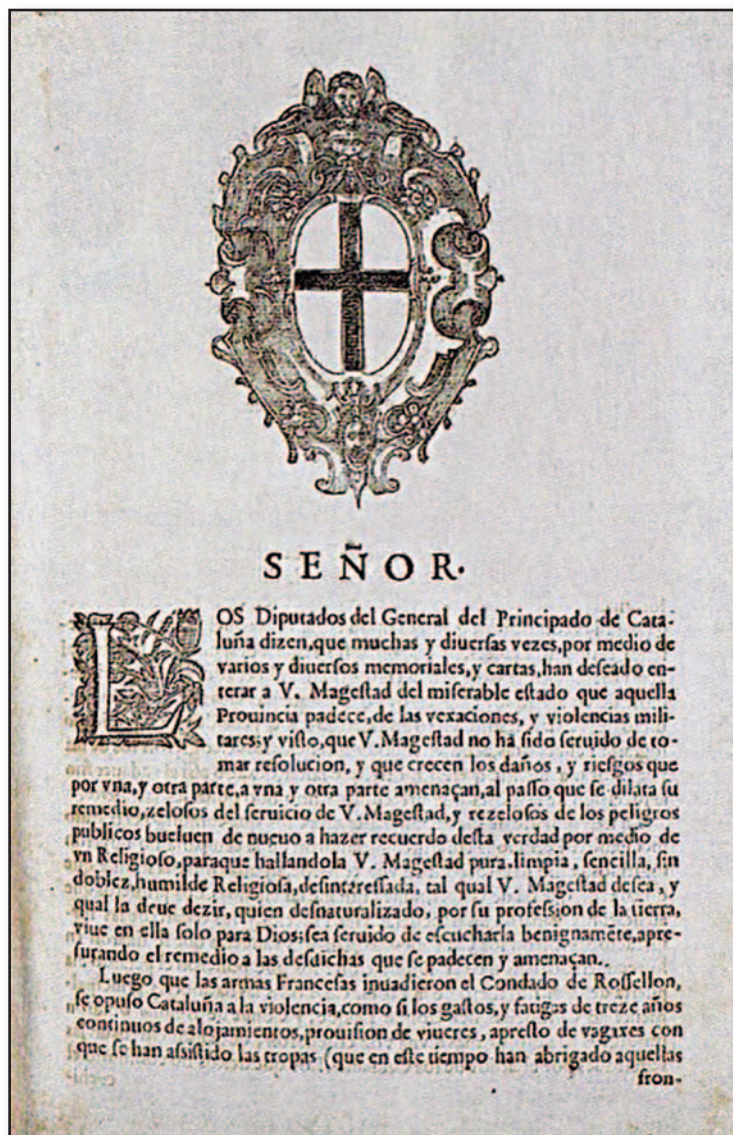 SEÑOR.
LOS Diputados del General del Principado de Cata-
luña dizen,que muchas y diuersas vezes,por medio de
varios y diuersos memoriales,y cartas,han deseado en-
terar a V. Magestad del miserable estado que aquella
Prouincia padece,de las vexaciones, y violencias mili-
tares;y visto,que V.Magestad no ha sido seruido de to-
mar resolucion, y que crecen los daños, y riesgos que
por vna,y otra parte,a vna y otra parte amenaçan,al passo que se dilata su
remedio,zelosos del seruicio de V.Magestad,y rezelosos de los peligros
publicos bueluen de nueuo a hazer recuerdo desta verdad por medio de
vn Religioso,paraque hallandola V. Magestad pura.limpia, sencilla, sin
doblez,humilde Religiosa,desinteressada, tal qual V. Magestad desea, y
qual la deue dezir, quien desnaturalizado, por su profession de la tierra,
viue en ella solo para Dios;sea seruido de escucharla benignamēte,apre-
surando el remedio a las desdichas que se padecen y amenaçan.
Luego que las armas Francesas inuadieron el Condado de Rossellon,
se opuso Cataluña a la violencia,como si los gastos,y fatigas de treze años
continuos de alojamientos,prouision de viueres, apresto de vagaxes con
que se han assistido las tropas (que en este tiempo han abrigado aquellas
fron-